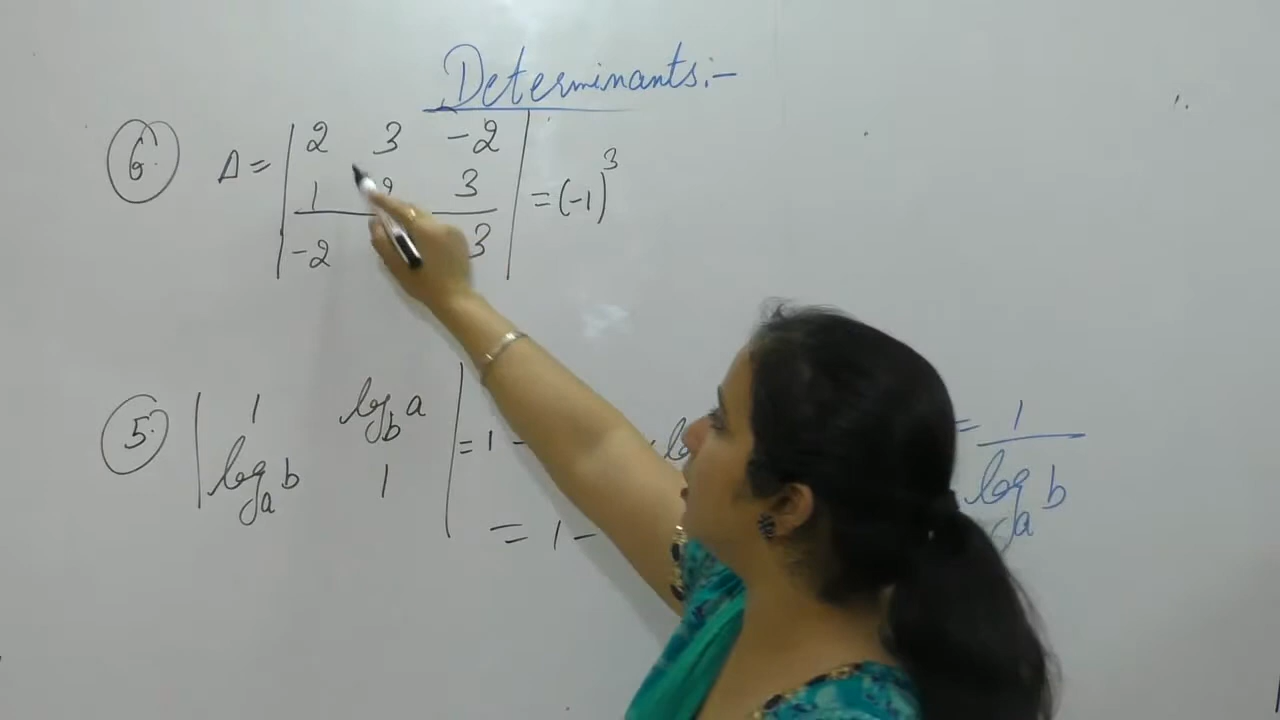 Determinants:-
6. Δ = | 2 3 -2 |
| 1 3 | = (-1)³
| -2 3 |
5. | 1 log_b a | = 1 - = 1 / log_a b
| log_a b 1 |
= 1 -